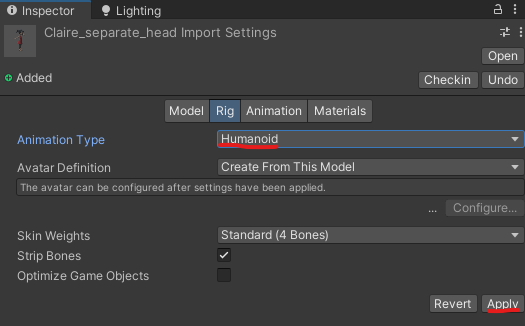 Inspector Lighting
Claire_separate_head Import Settings
Open
Added Checkin Undo
Model Rig Animation Materials
Animation Type Humanoid
Avatar Definition Create From This Model
The avatar can be configured after settings have been applied.
... Configure...
Skin Weights Standard (4 Bones)
Strip Bones
Optimize Game Objects
Revert Apply